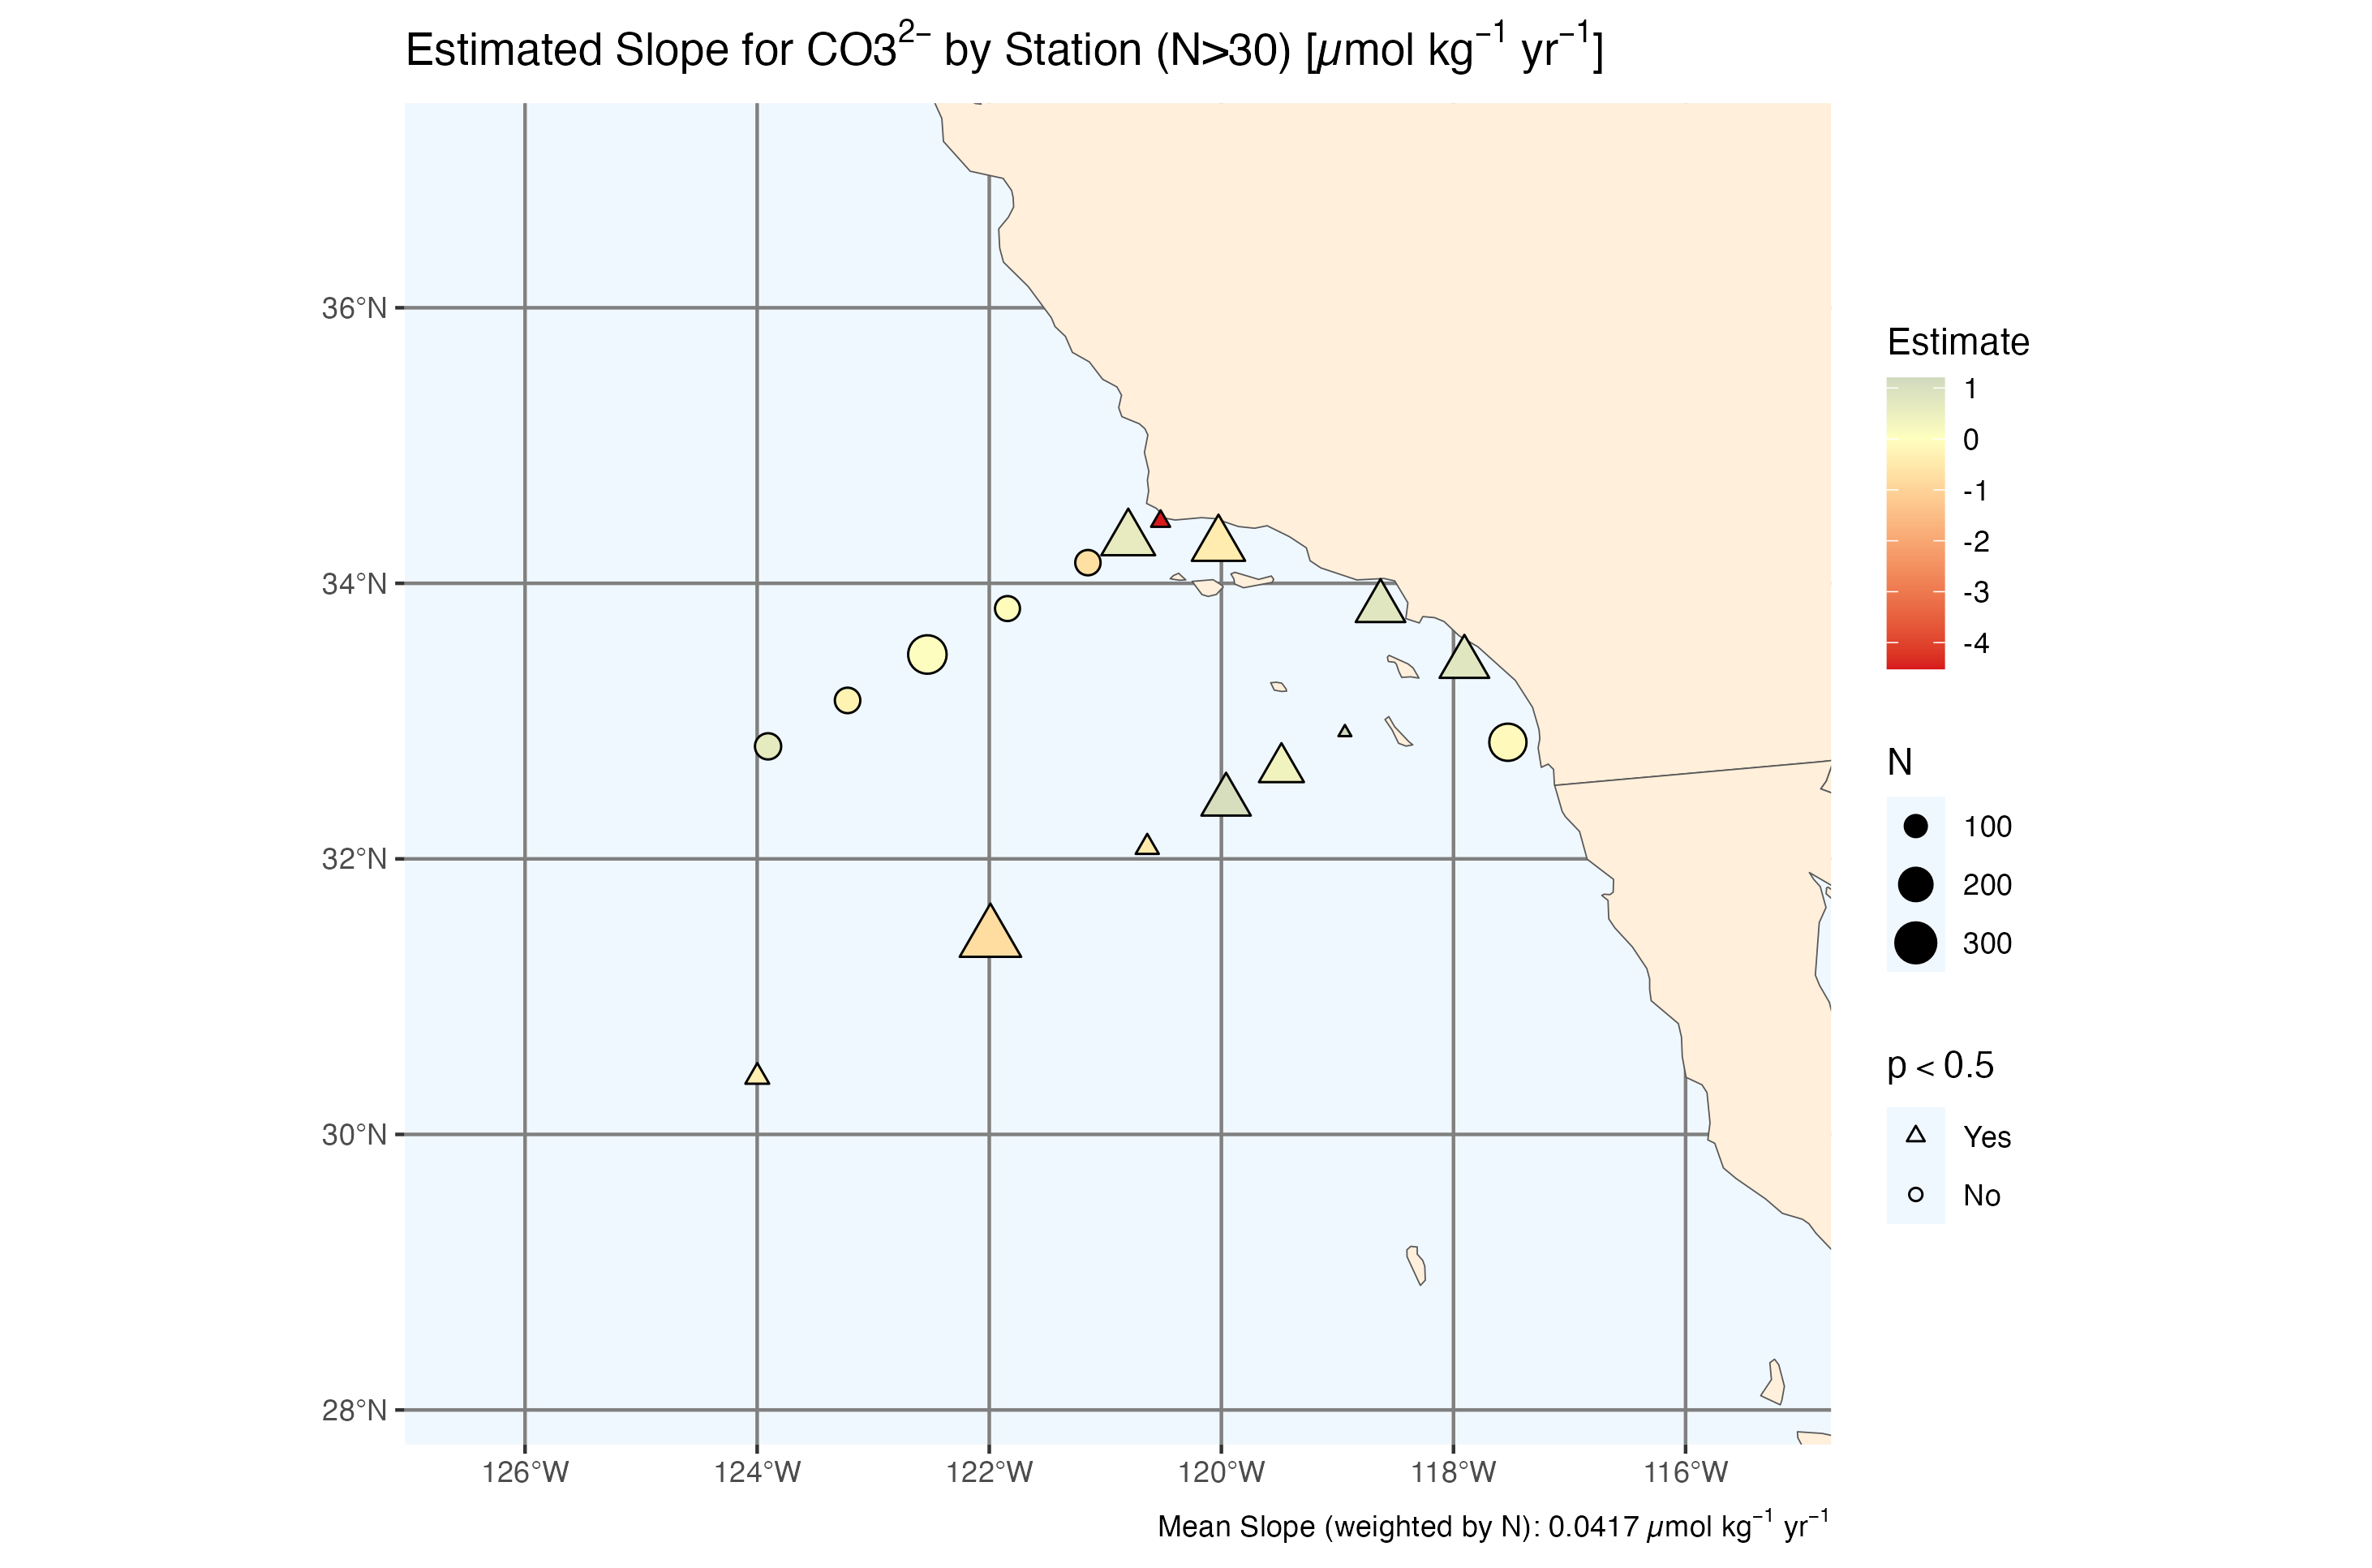 Estimated Slope for CO3²⁻ by Station (N>30) [µmol kg⁻¹ yr⁻¹]
36°N
34°N
32°N
30°N
28°N
126°W
124°W
122°W
120°W
118°W
116°W
Estimate
1
0
-1
-2
-3
-4
N
100
200
300
p < 0.5
Yes
No
Mean Slope (weighted by N): 0.0417 µmol kg⁻¹ yr⁻¹